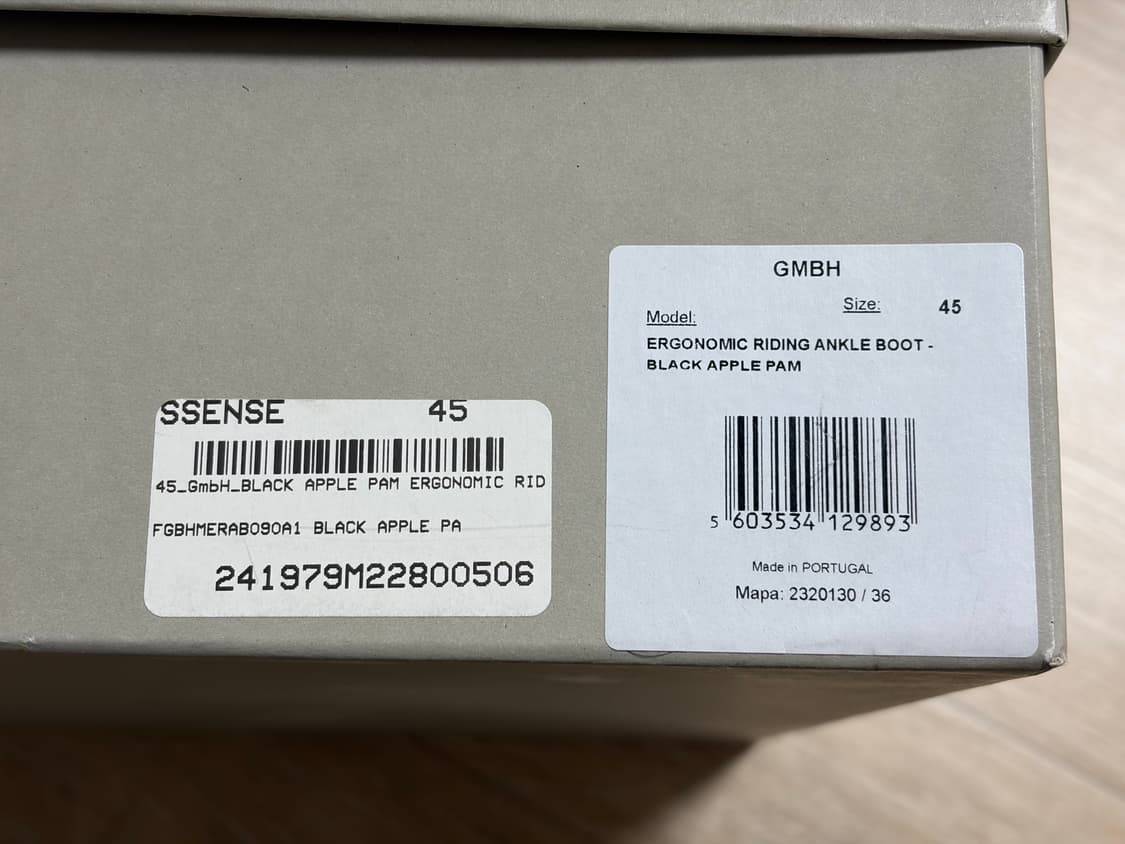 SSENSE 45
45_GmbH_BLACK APPLE PAM ERGONOMIC RID
FGBHMERAB090A1 BLACK APPLE PA
241979M22800506
GMBH
Size: 45
Model:
ERGONOMIC RIDING ANKLE BOOT -
BLACK APPLE PAM
5 603534 129893
Made in PORTUGAL
Mapa: 2320130 / 36